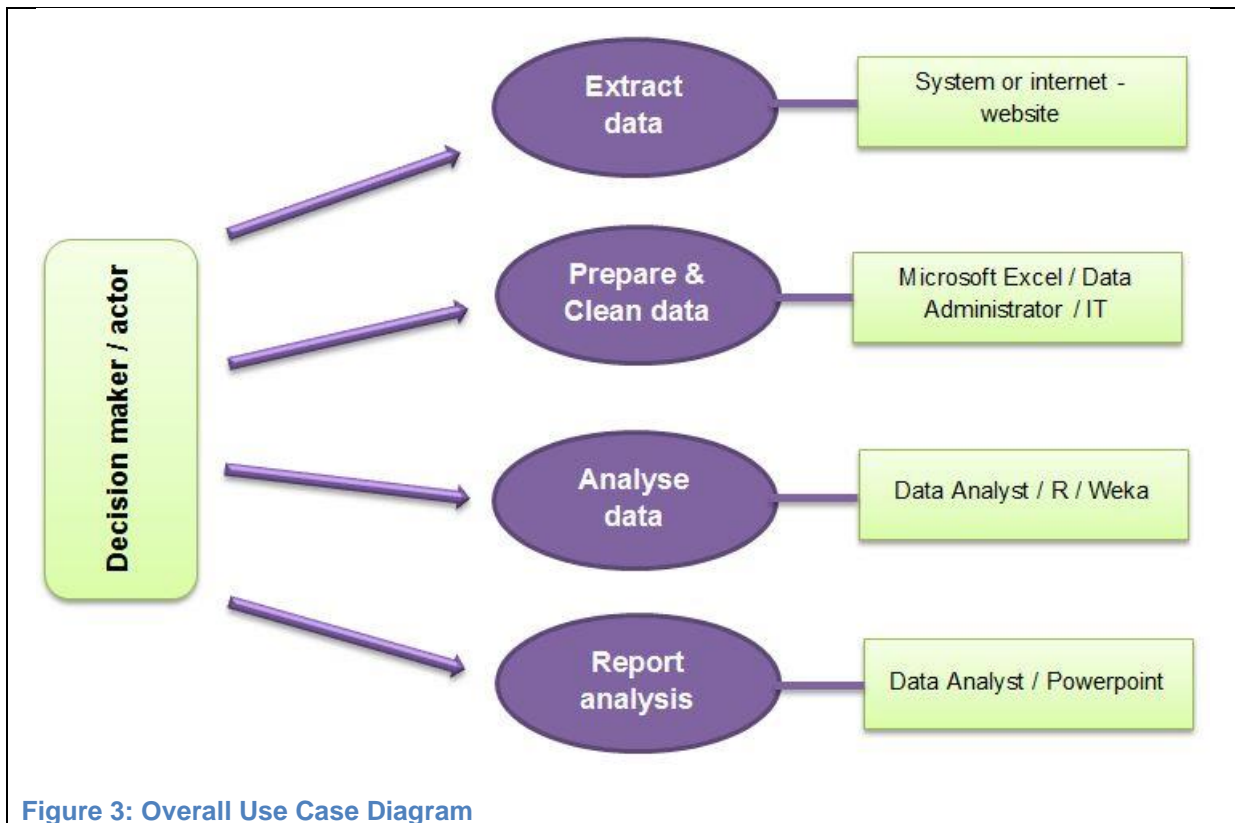 Decision maker / actor
Extract
data
System or internet -
website
Prepare &
Clean data
Microsoft Excel / Data
Administrator / IT
Analyse
data
Data Analyst / R / Weka
Report
analysis
Data Analyst / Powerpoint
Figure 3: Overall Use Case Diagram